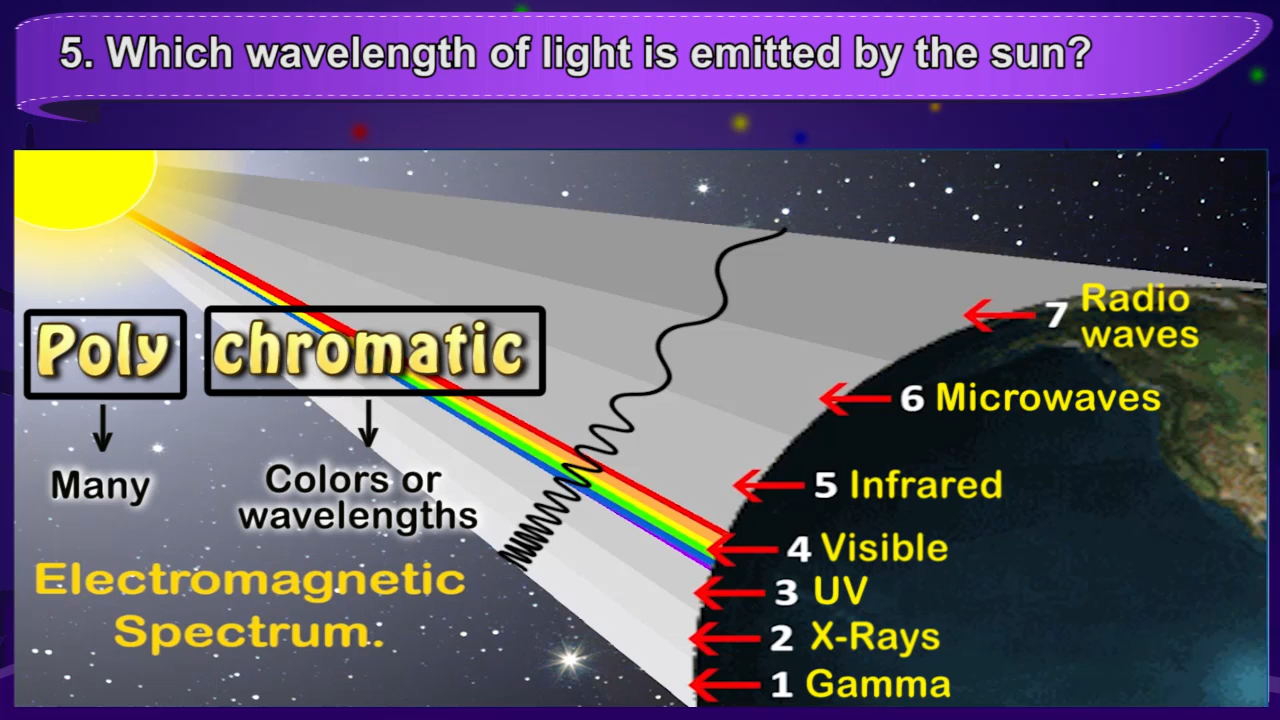 5. Which wavelength of light is emitted by the sun?
Poly chromatic
Many
Colors or
wavelengths
Electromagnetic
Spectrum.
7 Radio
waves
6 Microwaves
5 Infrared
4 Visible
3 UV
2 X-Rays
1 Gamma